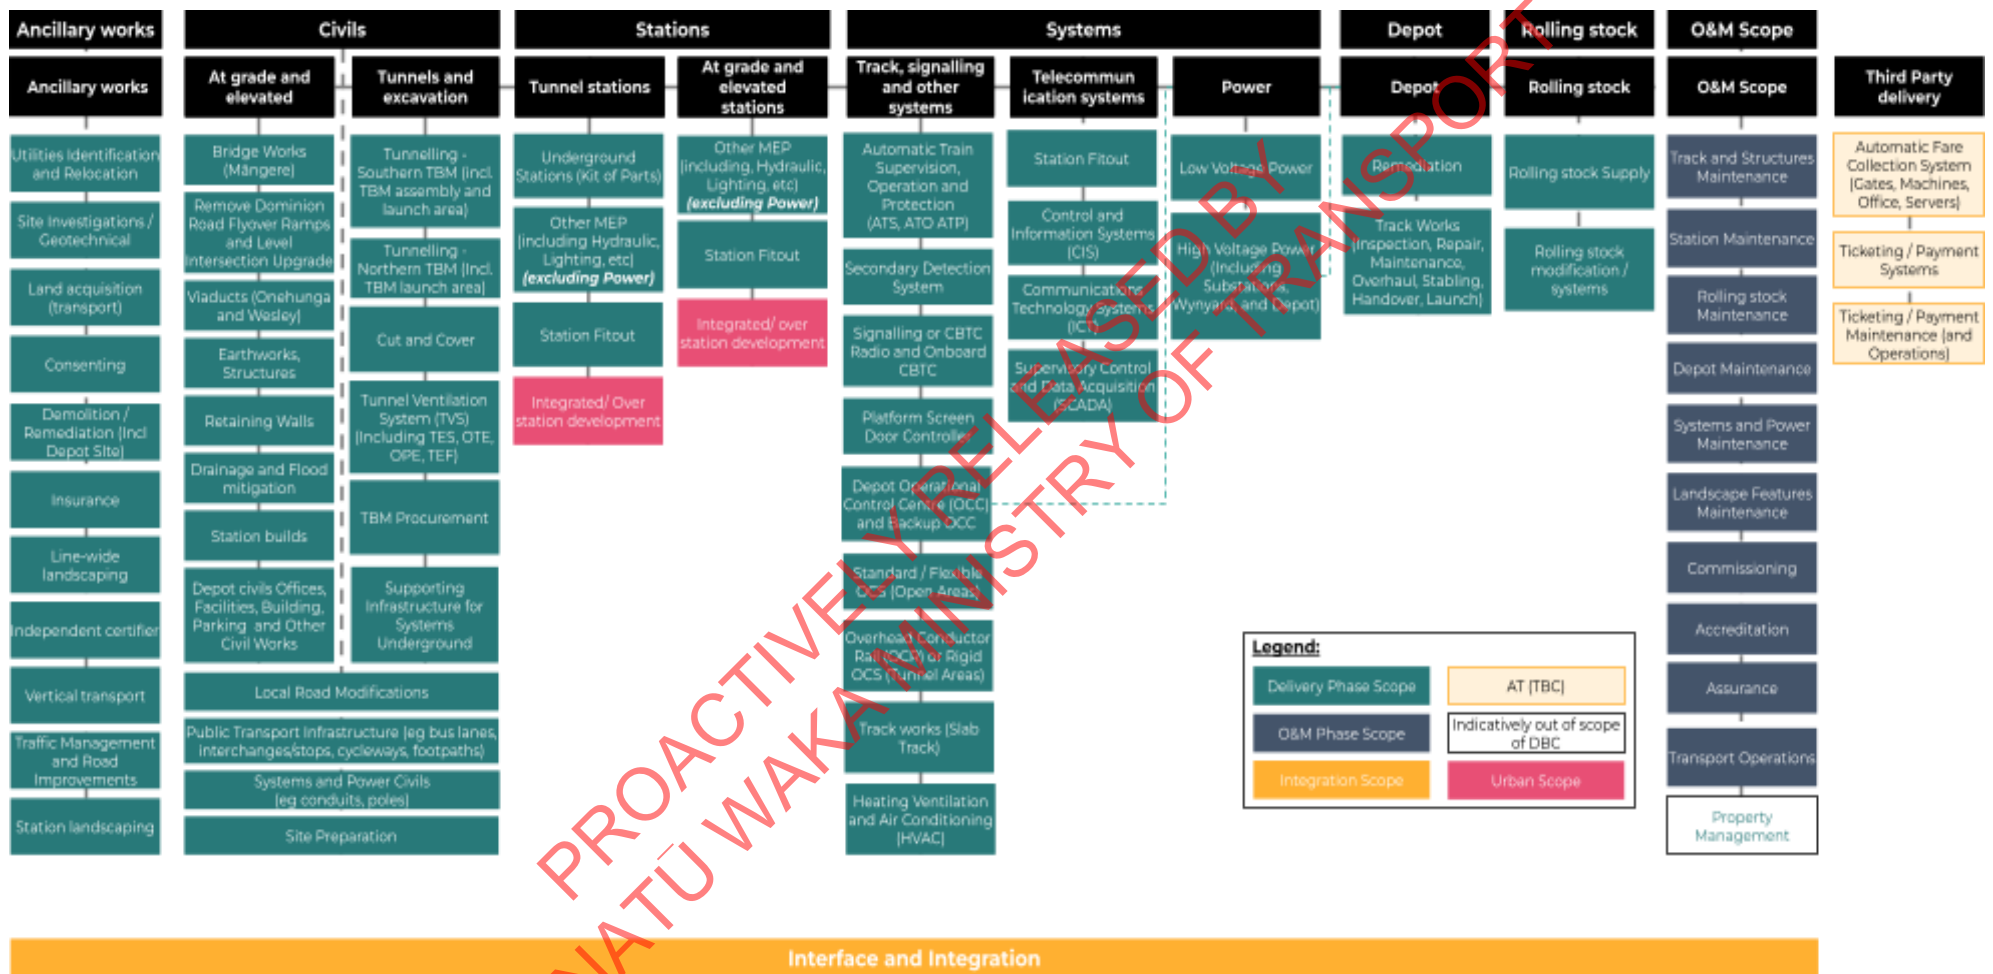 Ancillary works
Civils
Stations
Systems
Depot
Rolling stock
O&M Scope
Ancillary works
Utilities Identification
and Relocation
Site Investigations /
Geotechnical
Land acquisition
(transport)
Consenting
Demolition /
Remediation (Incl
Depot Site)
Insurance
Line-wide
landscaping
Independent certifier
Vertical transport
Traffic Management
and Road
Improvements
Station landscaping
At grade and
elevated
Bridge Works
(Māngere)
Remove Dominion
Road Flyover Ramps
and Level
Intersection Upgrade
Viaducts (Onehunga
and Wesley)
Earthworks,
Structures
Retaining Walls
Drainage and Flood
mitigation
Station builds
Depot civils Offices,
Facilities, Building,
Parking and Other
Civil Works
Tunnels and
excavation
Tunnelling -
Southern TBM (incl.
TBM assembly and
launch area)
Tunnelling -
Northern TBM (Incl.
TBM launch area)
Cut and Cover
Tunnel Ventilation
System (TVS)
(Including TES, OTE,
OPE, TEF)
TBM Procurement
Supporting
Infrastructure for
Systems
Underground
Local Road Modifications
Public Transport Infrastructure (eg bus lanes,
interchanges/stops, cycleways, footpaths)
Systems and Power Civils
(eg conduits, poles)
Site Preparation
Tunnel stations
Underground
Stations (Kit of Parts)
Other MEP
(including Hydraulic,
Lighting, etc)
(excluding Power)
Station Fitout
Integrated/ Over
station development
At grade and
elevated
stations
Other MEP
(including, Hydraulic,
Lighting, etc)
(excluding Power)
Station Fitout
Integrated/ over
station development
Track, signalling
and other
systems
Automatic Train
Supervision,
Operation and
Protection
(ATS, ATO ATP)
Secondary Detection
System
Signalling or CBTC
Radio and Onboard
CBTC
Platform Screen
Door Controller
Depot Operational
Control Centre (OCC)
and Backup OCC
Standard / Flexible
OCS (Open Areas)
Overhead Conductor
Rail (OCR) or Rigid
OCS (Tunnel Areas)
Track works (Slab
Track)
Heating Ventilation
and Air Conditioning
(HVAC)
Telecommun
ication systems
Station Fitout
Control and
Information Systems
(CIS)
Communications
Technology Systems
(ICT)
Supervisory Control
and Data Acquisition
(SCADA)
Power
Low Voltage Power
High Voltage Power
(Including
Substations,
Wynyard, and Depot)
Depot
Remediation
Track Works
(Inspection, Repair,
Maintenance,
Overhaul, Stabling,
Handover, Launch)
Rolling stock
Rolling stock Supply
Rolling stock
modification /
systems
O&M Scope
Track and Structures
Maintenance
Station Maintenance
Rolling stock
Maintenance
Depot Maintenance
Systems and Power
Maintenance
Landscape Features
Maintenance
Commissioning
Accreditation
Assurance
Transport Operations
Property
Management
Third Party
delivery
Automatic Fare
Collection System
(Gates, Machines,
Office, Servers)
Ticketing / Payment
Systems
Ticketing / Payment
Maintenance (and
Operations)
Legend:
Delivery Phase Scope
AT (TBC)
O&M Phase Scope
Indicatively out of scope
of DBC
Integration Scope
Urban Scope
Interface and Integration
PROACTIVELY RELEASED BY
NATŪ WAKA MINISTRY OF TRANSPORT